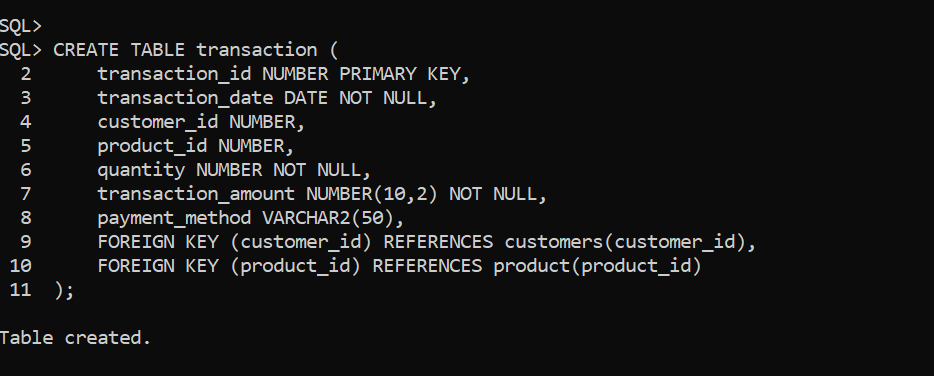 SQL>
SQL> CREATE TABLE transaction (
  2      transaction_id NUMBER PRIMARY KEY,
  3      transaction_date DATE NOT NULL,
  4      customer_id NUMBER,
  5      product_id NUMBER,
  6      quantity NUMBER NOT NULL,
  7      transaction_amount NUMBER(10,2) NOT NULL,
  8      payment_method VARCHAR2(50),
  9      FOREIGN KEY (customer_id) REFERENCES customers(customer_id),
 10      FOREIGN KEY (product_id) REFERENCES product(product_id)
 11  );
Table created.